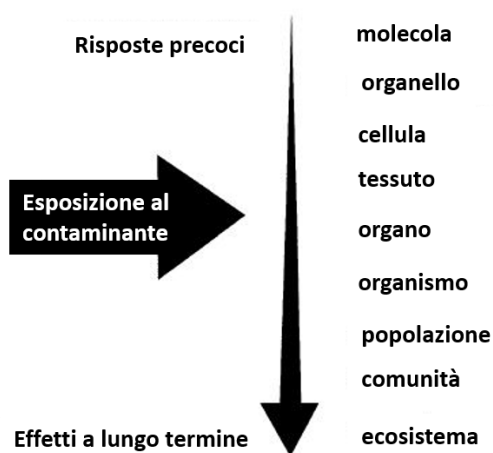 Risposte precoci
molecola
organello
cellula
tessuto
Esposizione al
contaminante
organo
organismo
popolazione
comunità
Effetti a lungo termine
ecosistema